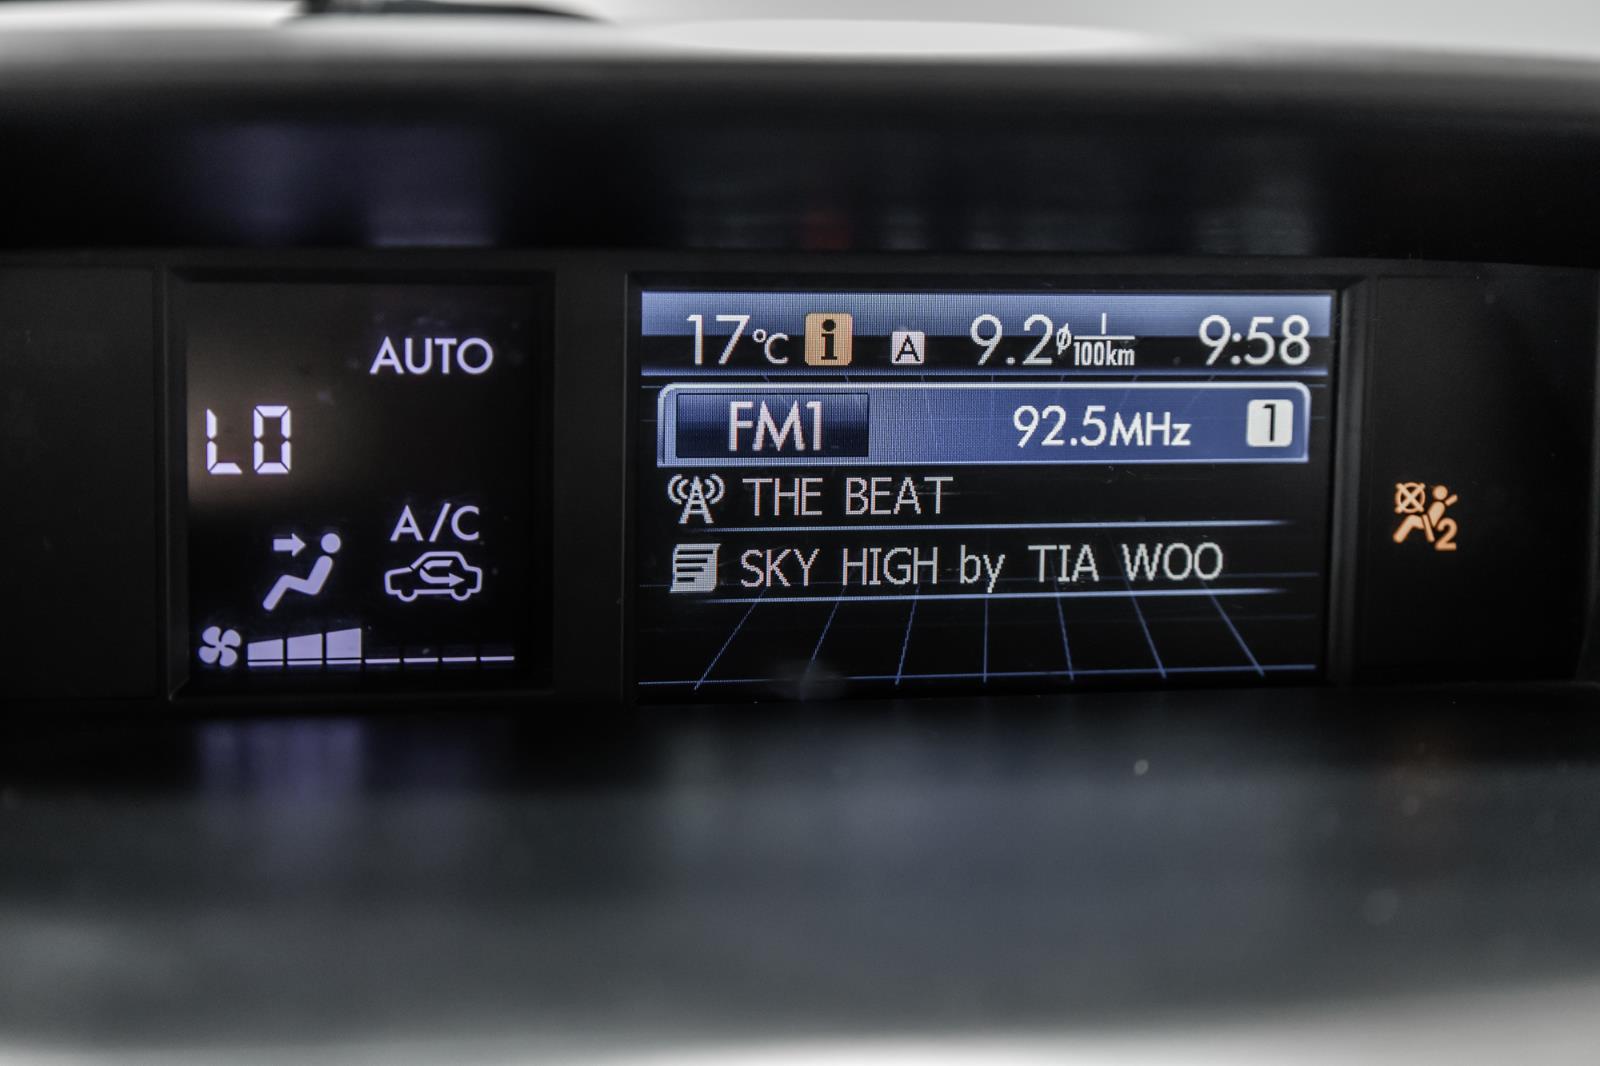 AUTO
LO
A/C
17°C i A 9.2ø l/100km 9:58
FM1 92.5MHz 1
THE BEAT
SKY HIGH by TIA WOO
2